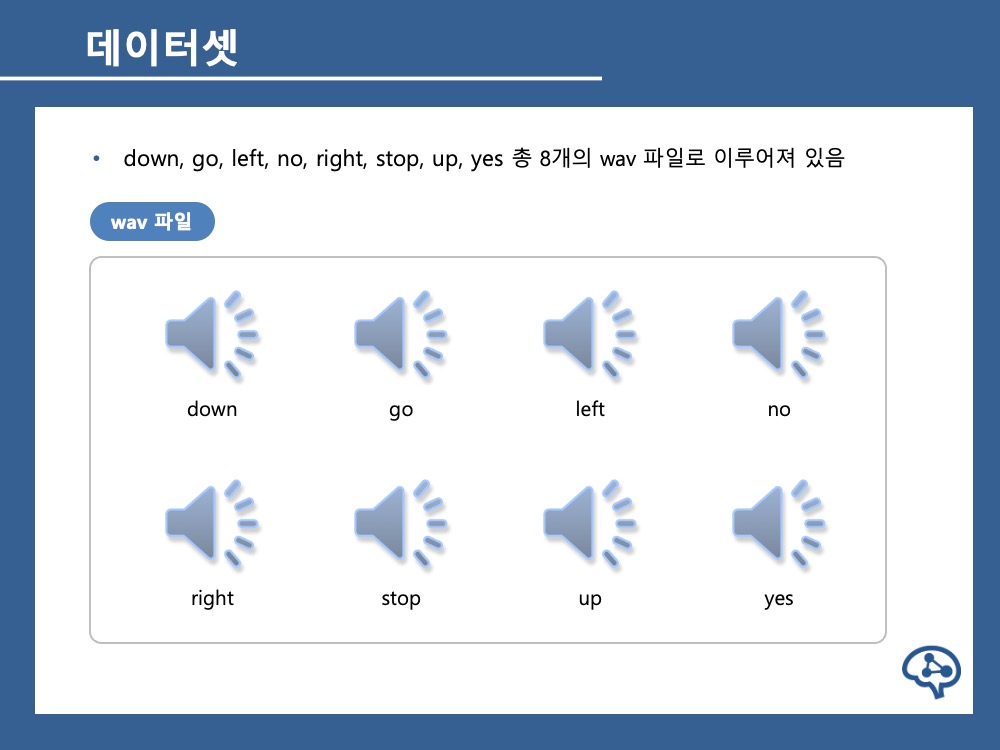 데이터셋
• down, go, left, no, right, stop, up, yes 총 8개의 wav 파일로 이루어져 있음
wav 파일
down go left no
right stop up yes